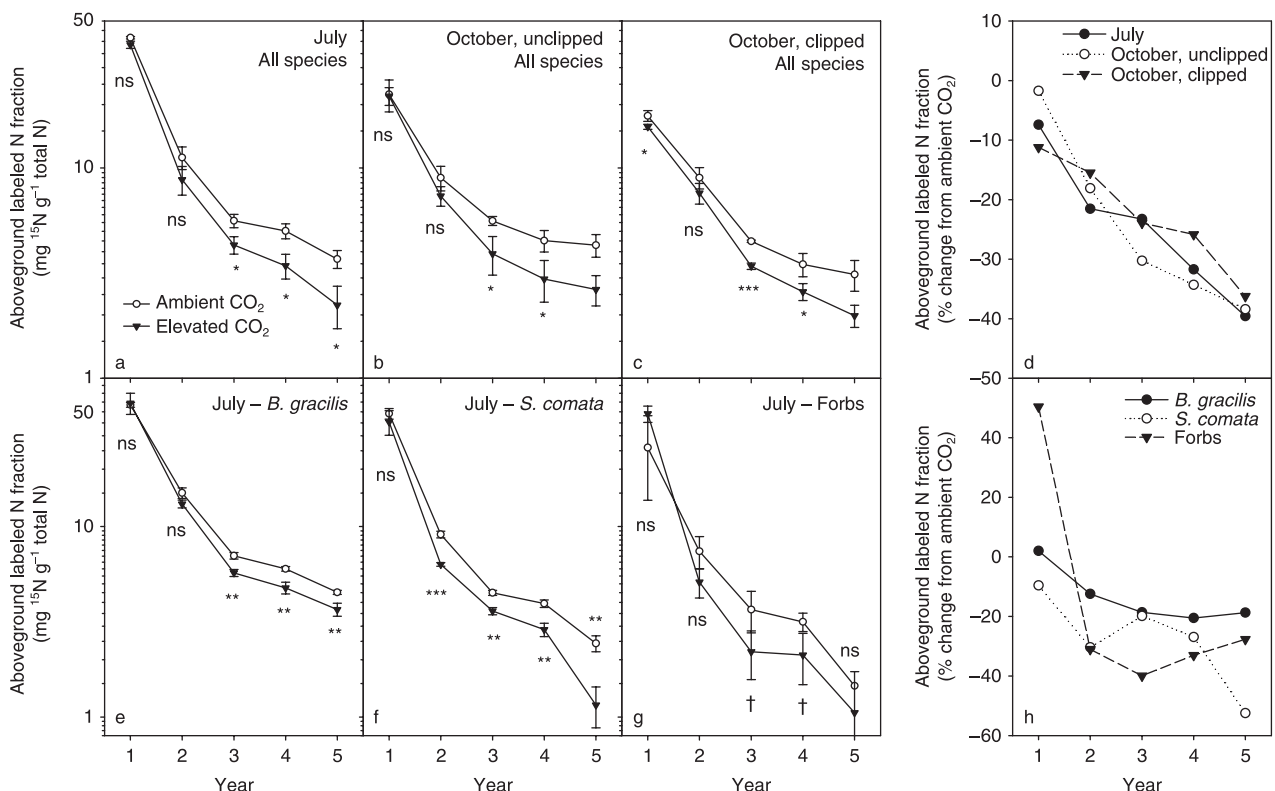 Aboveground labeled N fraction
(mg ¹⁵N g⁻¹ total N)
50
10
1
July
All species
ns
ns
*
*
*
Ambient CO₂
Elevated CO₂
a
October, unclipped
All species
ns
ns
*
*
b
October, clipped
All species
*
ns
***
*
c
Aboveground labeled N fraction
(% change from ambient CO₂)
10
0
−10
−20
−30
−40
−50
July
October, unclipped
October, clipped
d
Aboveground labeled N fraction
(mg ¹⁵N g⁻¹ total N)
50
10
1
July – B. gracilis
ns
ns
**
**
**
e
1 2 3 4 5
Year
July – S. comata
ns
***
**
**
**
f
1 2 3 4 5
Year
July – Forbs
ns
ns
†
†
ns
g
1 2 3 4 5
Year
Aboveground labeled N fraction
(% change from ambient CO₂)
60
40
20
0
−20
−40
−60
B. gracilis
S. comata
Forbs
h
1 2 3 4 5
Year